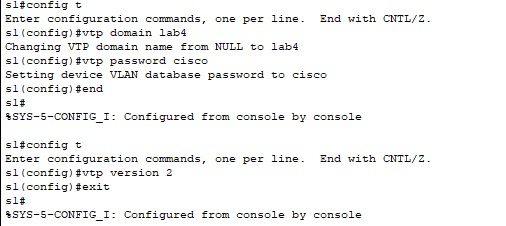 s1#config t
Enter configuration commands, one per line.  End with CNTL/Z.
s1(config)#vtp domain lab4
Changing VTP domain name from NULL to lab4
s1(config)#vtp password cisco
Setting device VLAN database password to cisco
s1(config)#end
s1#
%SYS-5-CONFIG_I: Configured from console by console

s1#config t
Enter configuration commands, one per line.  End with CNTL/Z.
s1(config)#vtp version 2
s1(config)#exit
s1#
%SYS-5-CONFIG_I: Configured from console by console